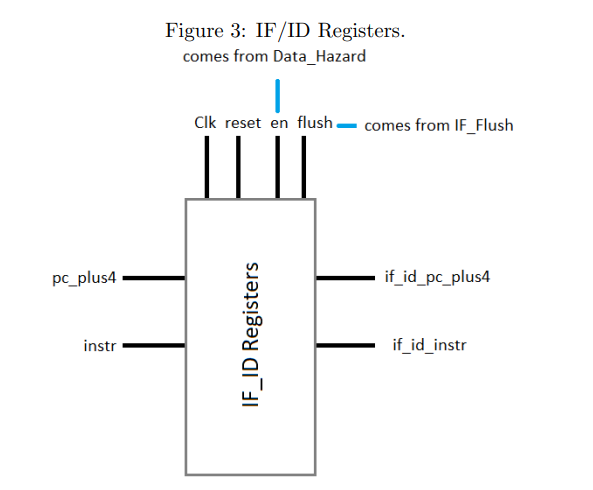 Figure 3: IF/ID Registers.
comes from Data_Hazard
Clk reset en flush comes from IF_Flush
pc_plus4 if_id_pc_plus4
instr if_id_instr
IF_ID Registers